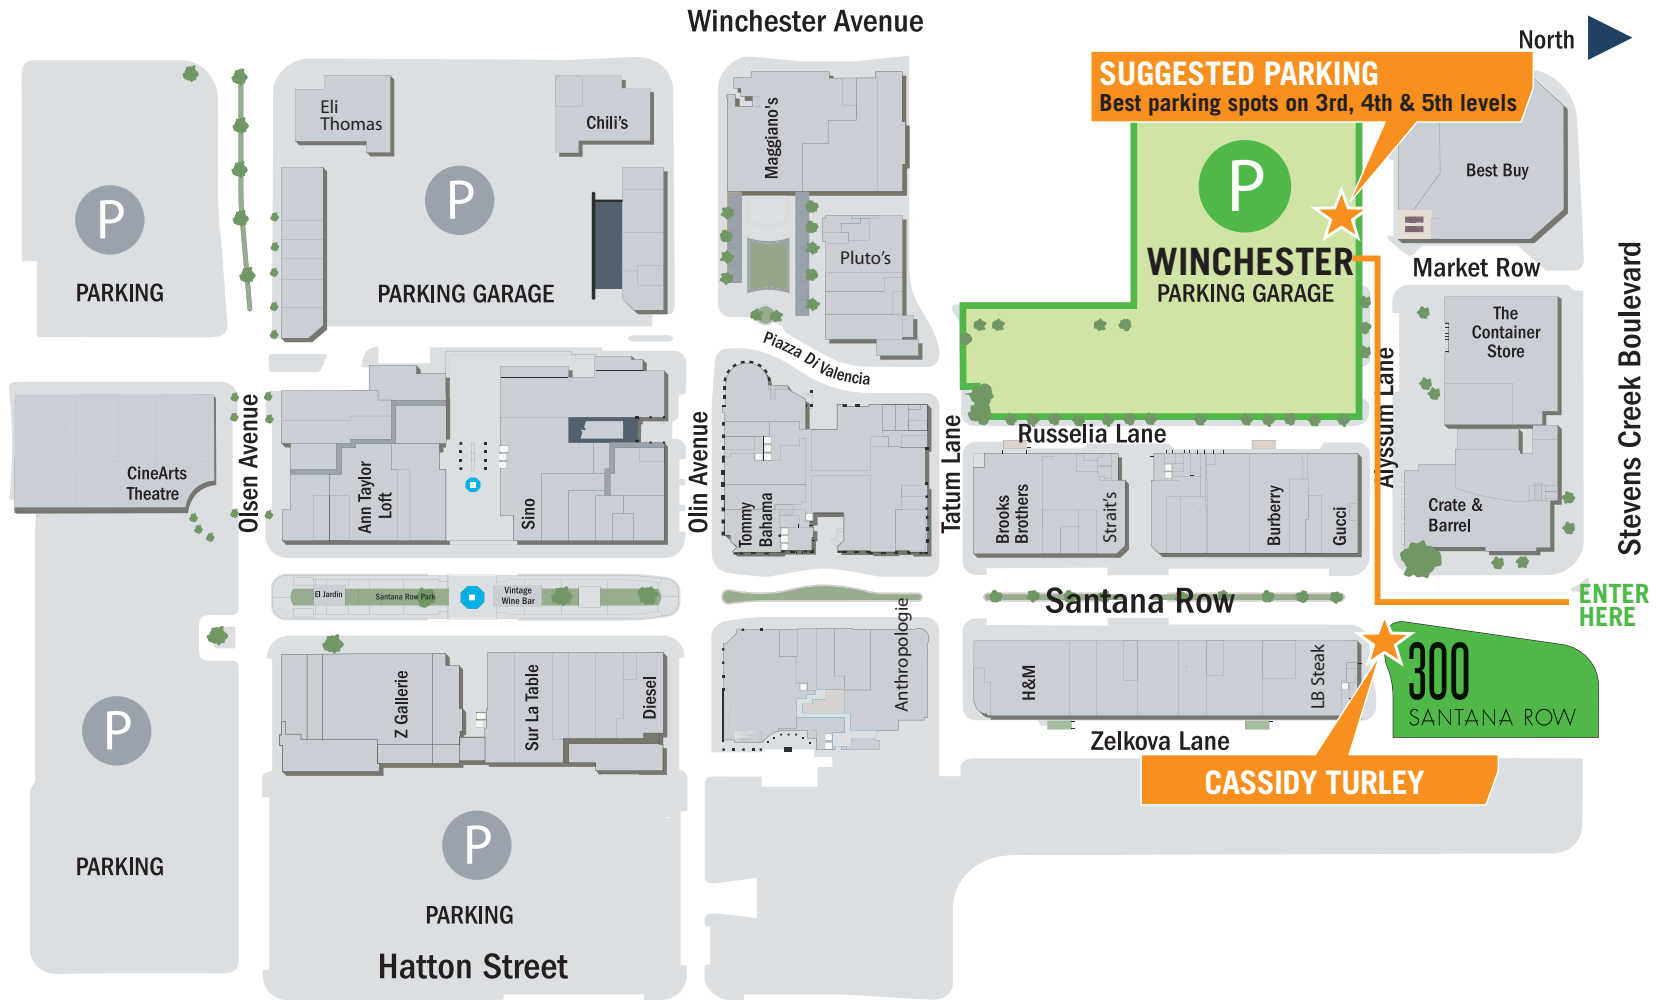 Winchester Avenue
North
SUGGESTED PARKING
Best parking spots on 3rd, 4th & 5th levels
Eli
Thomas
Chili's
Maggiano's
Best Buy
P
P
P
PARKING
PARKING GARAGE
Pluto's
WINCHESTER
PARKING GARAGE
Market Row
Stevens Creek Boulevard
The
Container
Store
Piazza Di Valencia
Alyssum Lane
Olsen Avenue
Olin Avenue
Tatum Lane
Russelia Lane
CineArts
Theatre
Ann Taylor
Loft
Sino
Tommy
Bahama
Brooks
Brothers
Strait's
Burberry
Gucci
Crate &
Barrel
El Jardin
Santana Row Park
Vintage
Wine Bar
Santana Row
ENTER
HERE
Z Gallerie
Sur La Table
Diesel
Anthropologie
H&M
LB Steak
300
SANTANA ROW
Zelkova Lane
CASSIDY TURLEY
P
PARKING
P
PARKING
Hatton Street